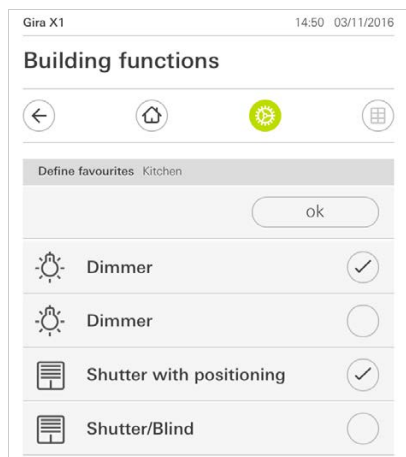 Gira X1 14:50 03/11/2016
Building functions
Define favourites Kitchen
ok
Dimmer
Dimmer
Shutter with positioning
Shutter/Blind